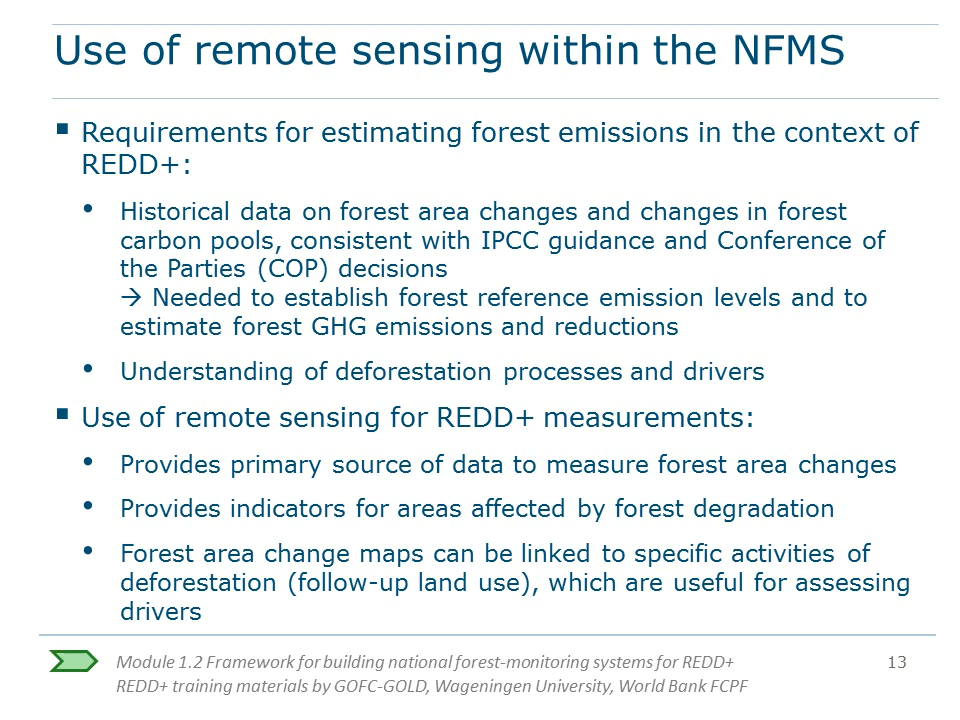 Use of remote sensing within the NFMS
▪ Requirements for estimating forest emissions in the context of
REDD+:
• Historical data on forest area changes and changes in forest
carbon pools, consistent with IPCC guidance and Conference of
the Parties (COP) decisions
→ Needed to establish forest reference emission levels and to
estimate forest GHG emissions and reductions
• Understanding of deforestation processes and drivers
▪ Use of remote sensing for REDD+ measurements:
• Provides primary source of data to measure forest area changes
• Provides indicators for areas affected by forest degradation
• Forest area change maps can be linked to specific activities of
deforestation (follow-up land use), which are useful for assessing
drivers
Module 1.2 Framework for building national forest-monitoring systems for REDD+
REDD+ training materials by GOFC-GOLD, Wageningen University, World Bank FCPF
13